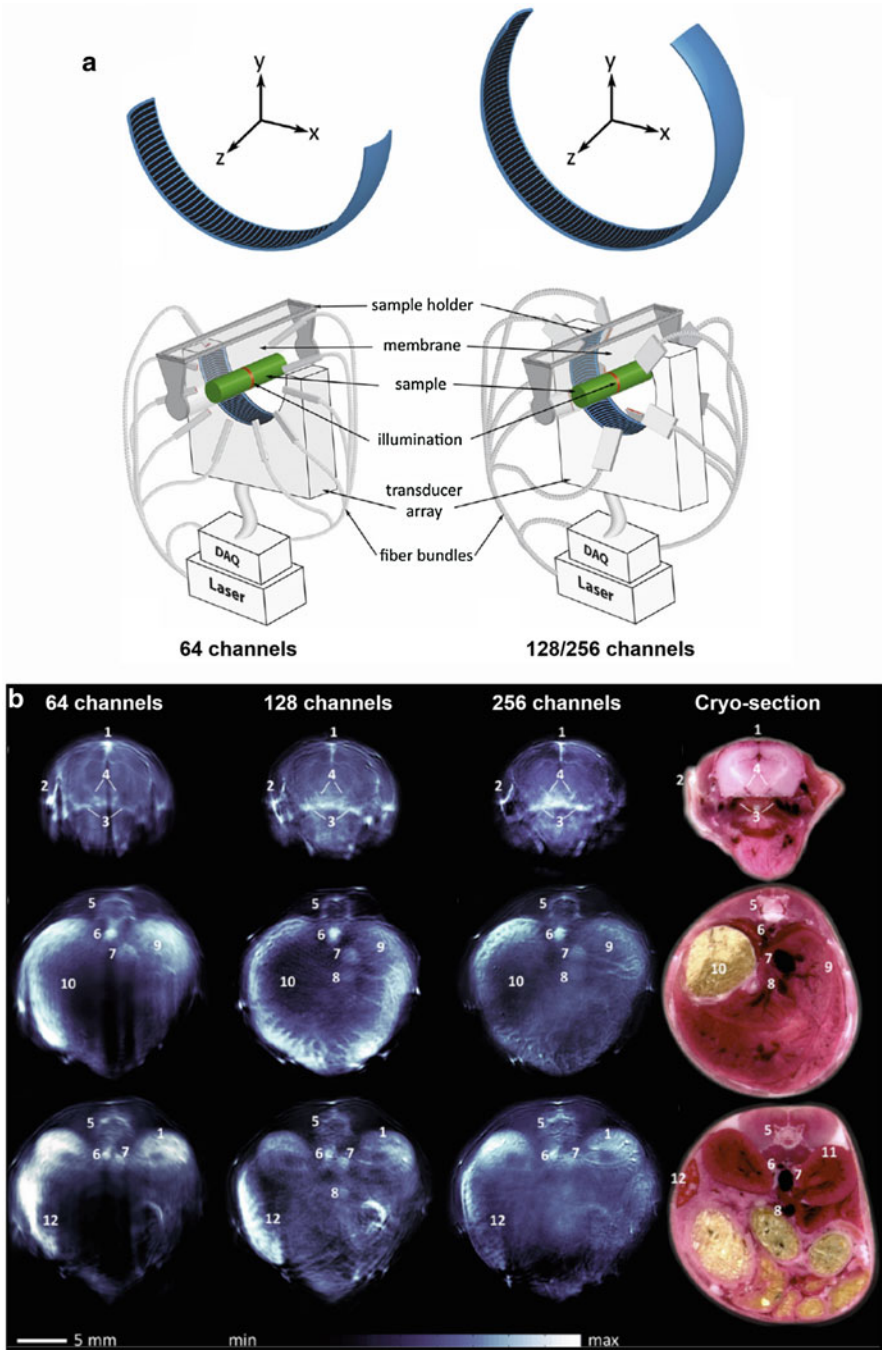 a
y
x
z
y
x
z
sample holder
membrane
sample
illumination
transducer
array
fiber bundles
DAQ
Laser
DAQ
Laser
64 channels
128/256 channels
b
64 channels
128 channels
256 channels
Cryo-section
1
2
4
3
1
2
4
3
1
2
4
3
1
2
4
3
5
6
7
9
10
5
6
7
9
8
10
5
6
7
9
8
10
5
6
7
9
8
10
5
1
6
7
12
5
1
6
7
8
12
5
1
6
7
12
5
11
6
7
12
8
5 mm
min
max